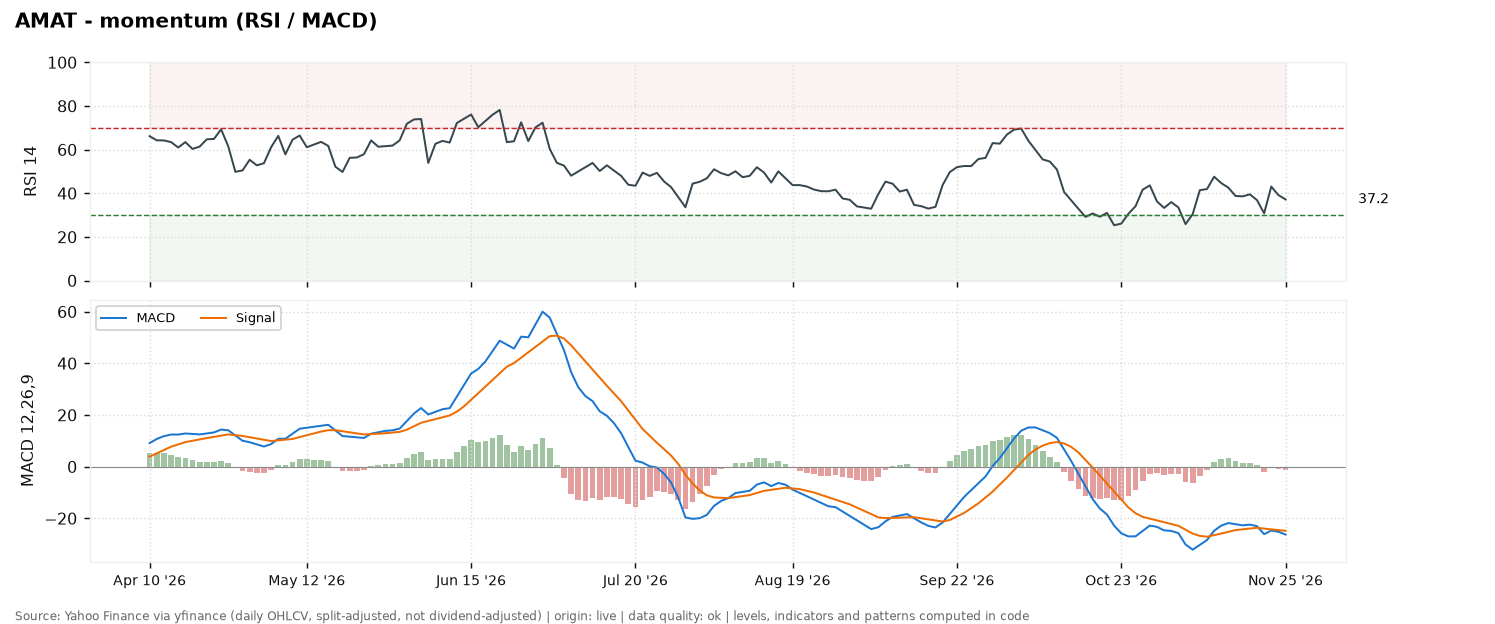 AMAT - momentum (RSI / MACD)
100
80
60
40
20
0
RSI 14
37.2
MACD
Signal
60
40
20
0
−20
MACD 12,26,9
Apr 10 '26
May 12 '26
Jun 15 '26
Jul 20 '26
Aug 19 '26
Sep 22 '26
Oct 23 '26
Nov 25 '26
Source: Yahoo Finance via yfinance (daily OHLCV, split-adjusted, not dividend-adjusted) | origin: live | data quality: ok | levels, indicators and patterns computed in code